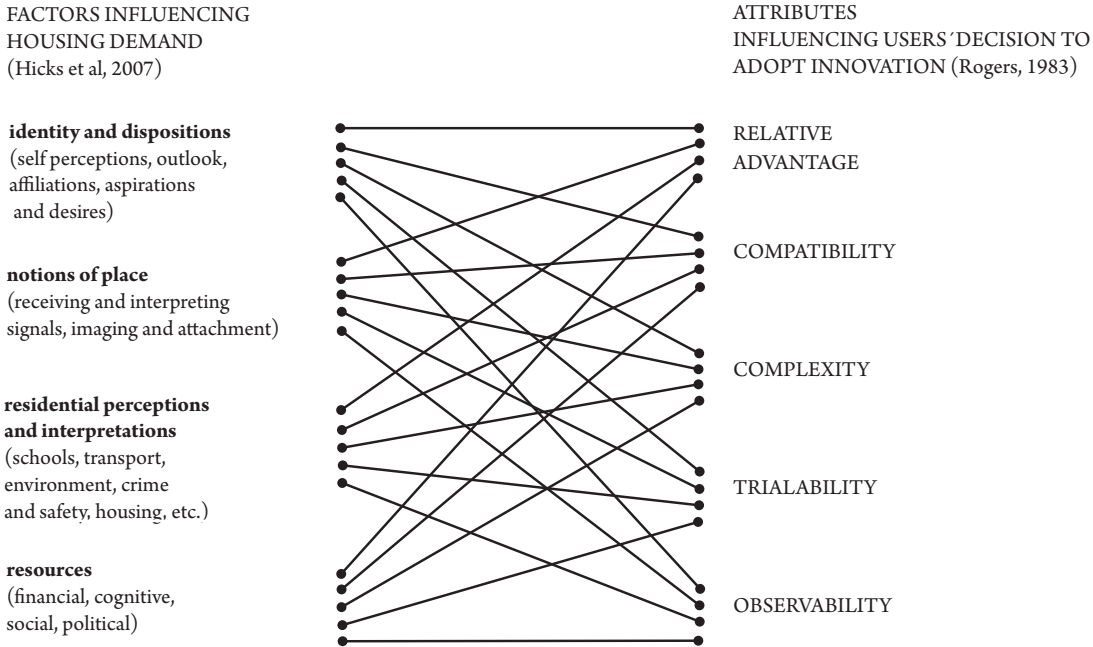 FACTORS INFLUENCING
HOUSING DEMAND
(Hicks et al, 2007)
identity and dispositions
(self perceptions, outlook,
affiliations, aspirations
and desires)
notions of place
(receiving and interpreting
signals, imaging and attachment)
residential perceptions
and interpretations
(schools, transport,
environment, crime
and safety, housing, etc.)
resources
(financial, cognitive,
social, political)
ATTRIBUTES
INFLUENCING USERS´DECISION TO
ADOPT INNOVATION (Rogers, 1983)
RELATIVE
ADVANTAGE
COMPATIBILITY
COMPLEXITY
TRIALABILITY
OBSERVABILITY